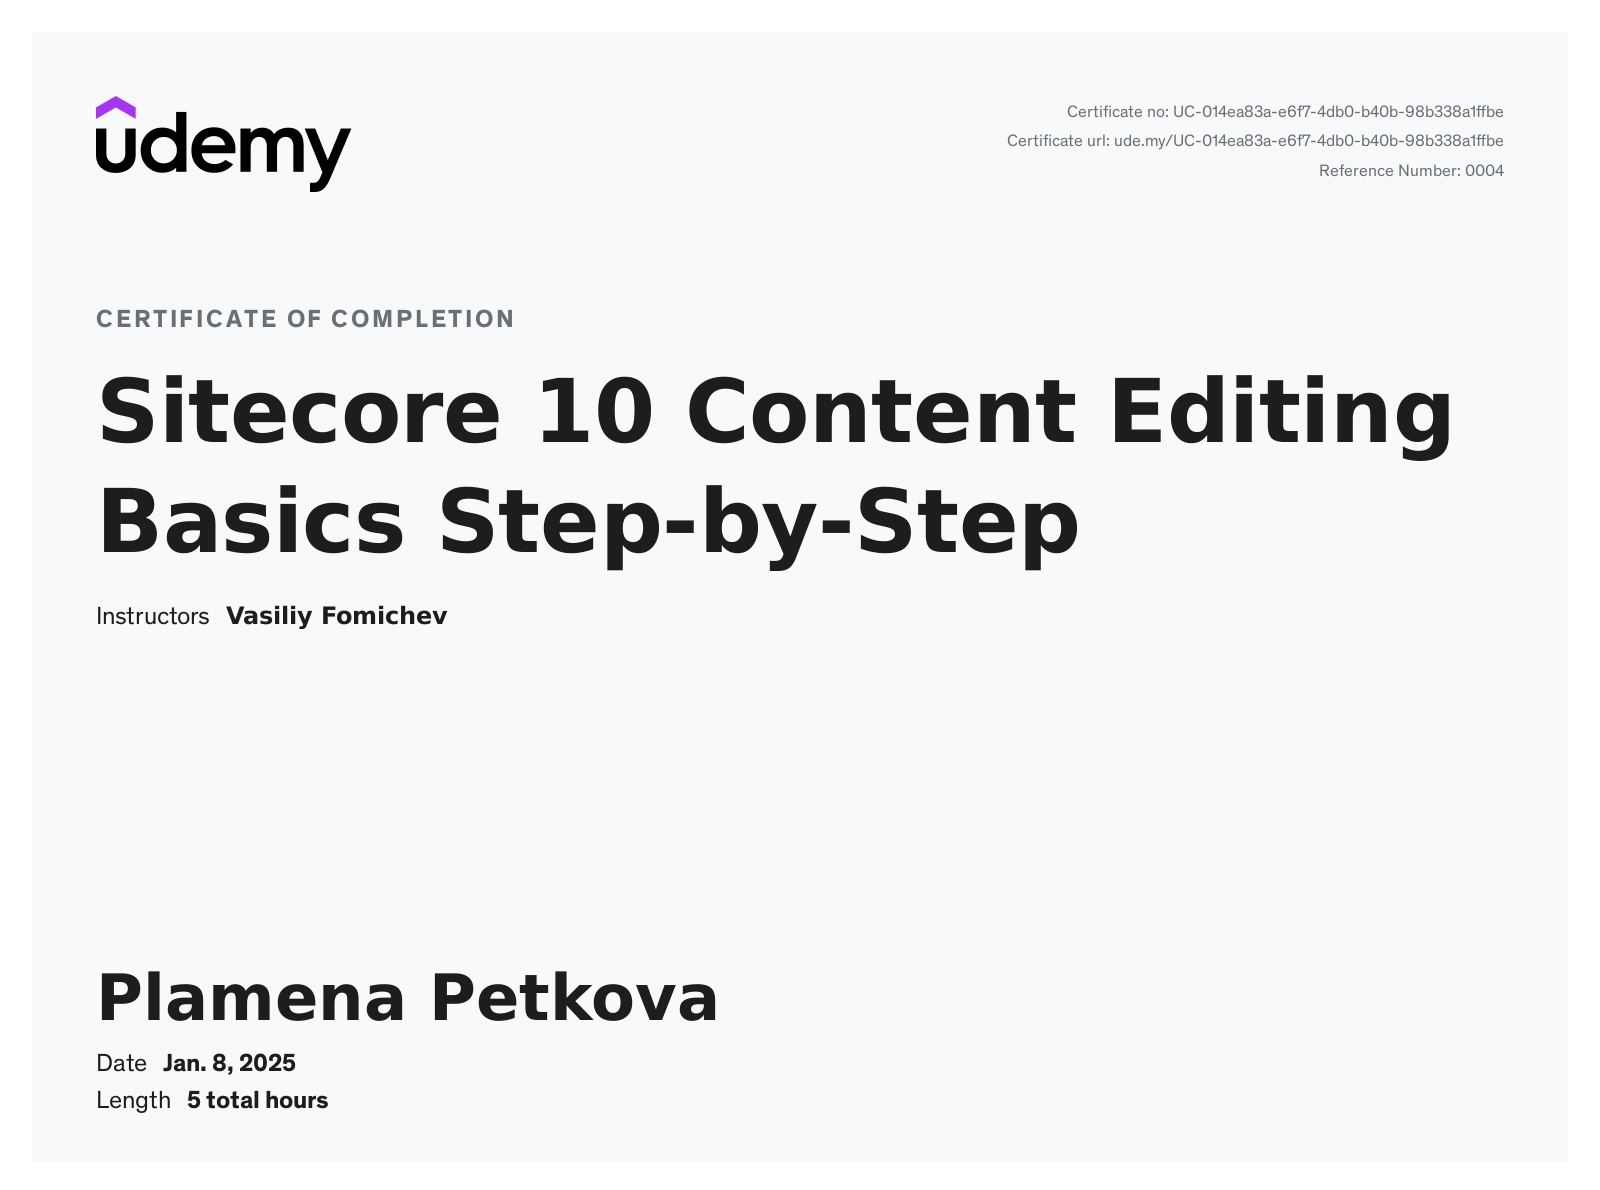 udemy
Certificate no: UC-014ea83a-e6f7-4db0-b40b-98b338a1ffbe
Certificate url: ude.my/UC-014ea83a-e6f7-4db0-b40b-98b338a1ffbe
Reference Number: 0004
CERTIFICATE OF COMPLETION
Sitecore 10 Content Editing
Basics Step-by-Step
Instructors Vasiliy Fomichev
Plamena Petkova
Date Jan. 8, 2025
Length 5 total hours